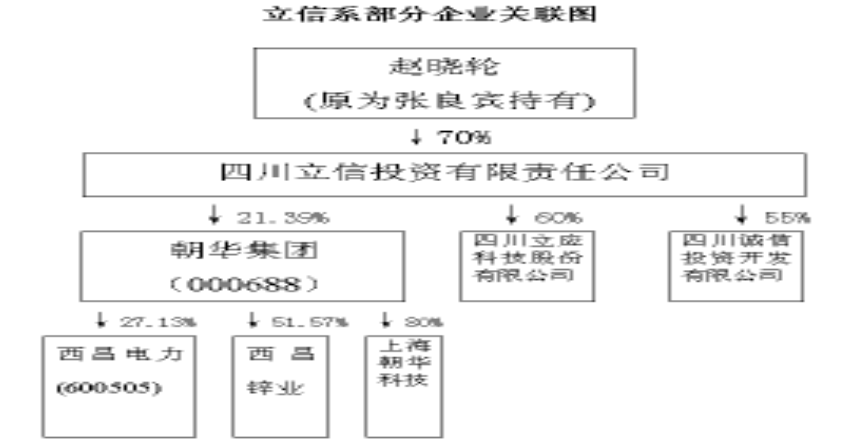 立信系部分企业关联图
赵晓轮
(原为张良宾持有)
↓ 70%
四川立信投资有限责任公司
↓ 21.39%
↓ 60%
↓ 55%
朝华集团
(000688)
四川立应
科技股份
有限公司
四川诚信
投资开发
有限公司
↓ 27.13%
↓ 51.57%
↓ 80%
西昌电力
(600505)
西昌
锌业
上海
朝华
科技